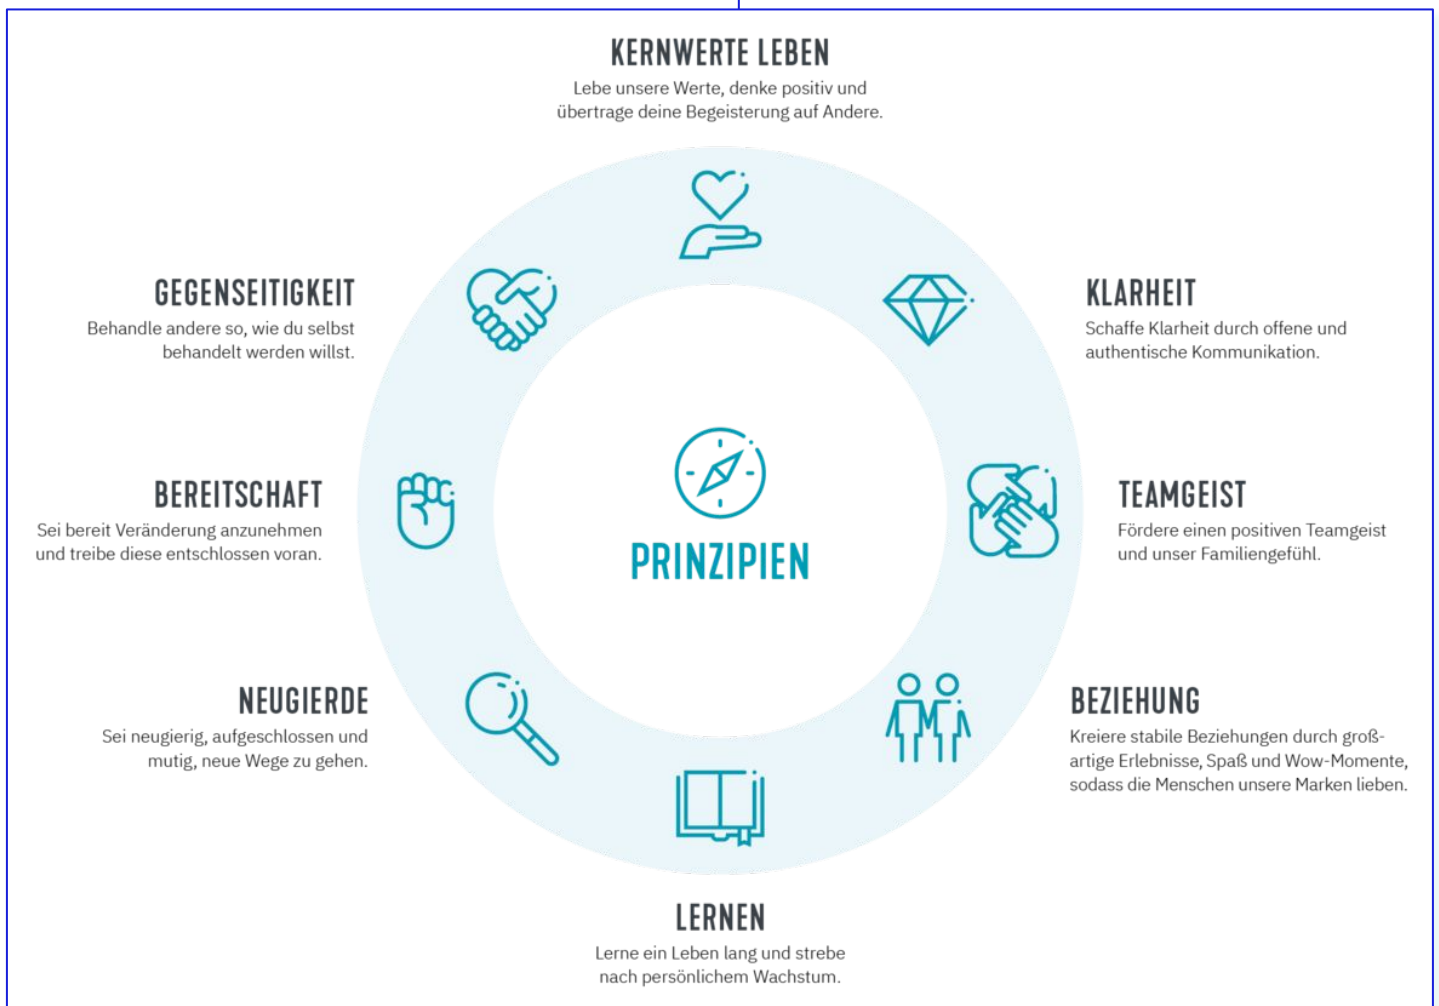 KERNWERTE LEBEN
Lebe unsere Werte, denke positiv und
übertrage deine Begeisterung auf Andere.
GEGENSEITIGKEIT
Behandle andere so, wie du selbst
behandelt werden willst.
KLARHEIT
Schaffe Klarheit durch offene und
authentische Kommunikation.
BEREITSCHAFT
Sei bereit Veränderung anzunehmen
und treibe diese entschlossen voran.
PRINZIPIEN
TEAMGEIST
Fördere einen positiven Teamgeist
und unser Familiengefühl.
NEUGIERDE
Sei neugierig, aufgeschlossen und
mutig, neue Wege zu gehen.
BEZIEHUNG
Kreiere stabile Beziehungen durch groß-
artige Erlebnisse, Spaß und Wow-Momente,
sodass die Menschen unsere Marken lieben.
LERNEN
Lerne ein Leben lang und strebe
nach persönlichem Wachstum.